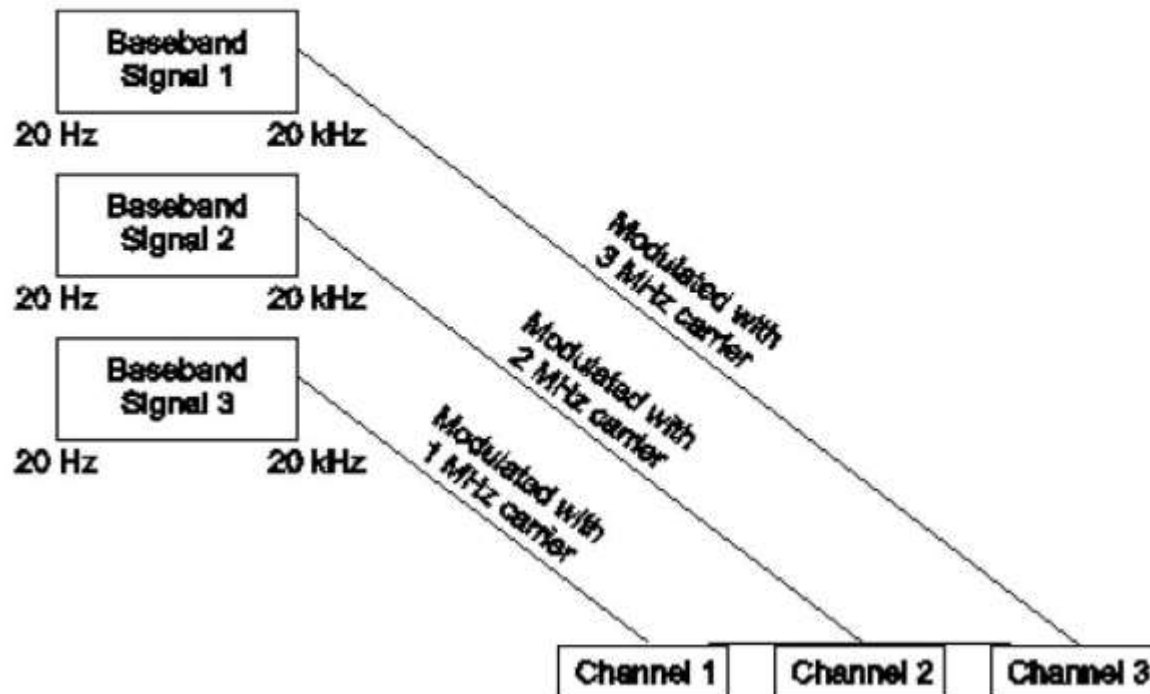 Baseband
Signal 1
20 Hz 20 kHz
Baseband
Signal 2
20 Hz 20 kHz
Baseband
Signal 3
20 Hz 20 kHz
Modulated with
3 MHz carrier
Modulated with
2 MHz carrier
Modulated with
1 MHz carrier
Channel 1 Channel 2 Channel 3